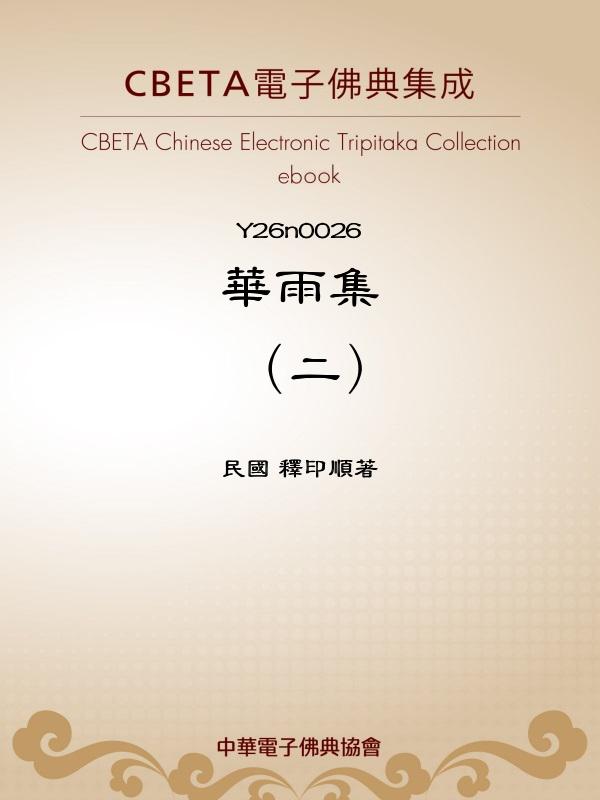 CBETA電子佛典集成
CBETA Chinese Electronic Tripitaka Collection
ebook
Y26n0026
華雨集
（二）
民國 釋印順著
中華電子佛典協會